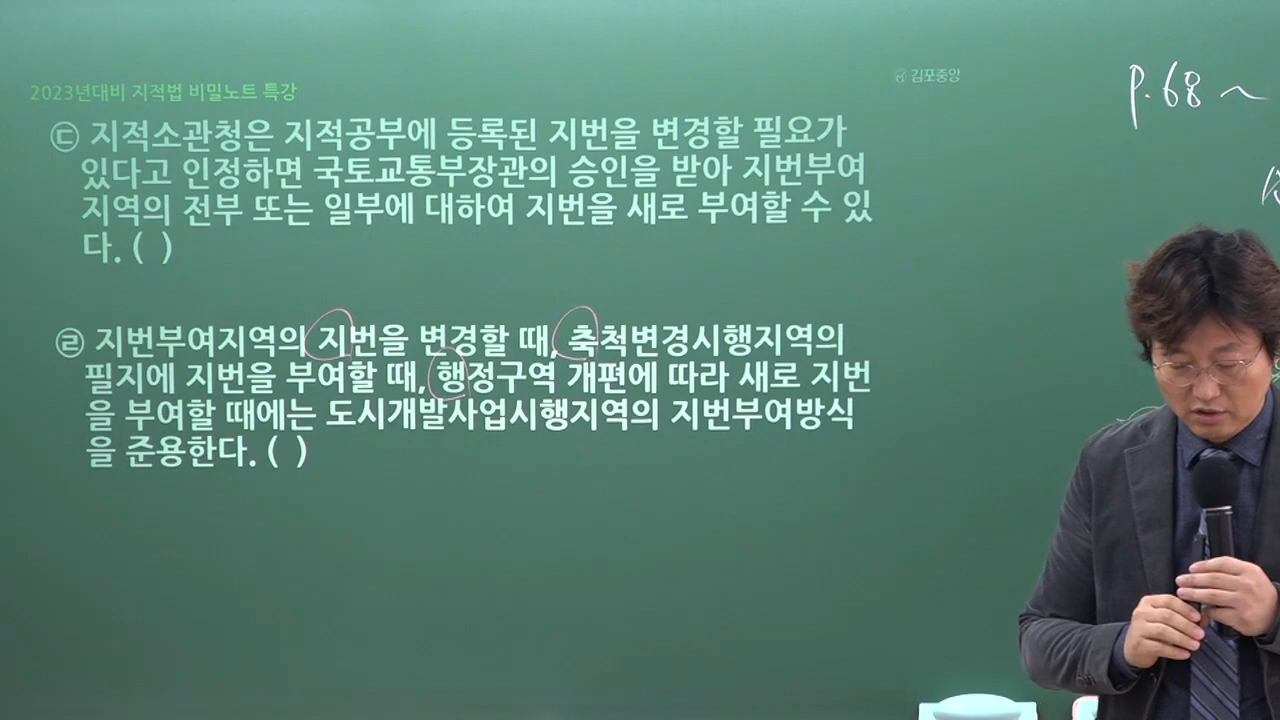 2023년대비 지적법 비밀노트 특강
김포중앙
P.68 ~
㉢ 지적소관청은 지적공부에 등록된 지번을 변경할 필요가
있다고 인정하면 국토교통부장관의 승인을 받아 지번부여
지역의 전부 또는 일부에 대하여 지번을 새로 부여할 수 있
다. ( )
㉣ 지번부여지역의 지번을 변경할 때, 축척변경시행지역의
필지에 지번을 부여할 때, 행정구역 개편에 따라 새로 지번
을 부여할 때에는 도시개발사업시행지역의 지번부여방식
을 준용한다. ( )